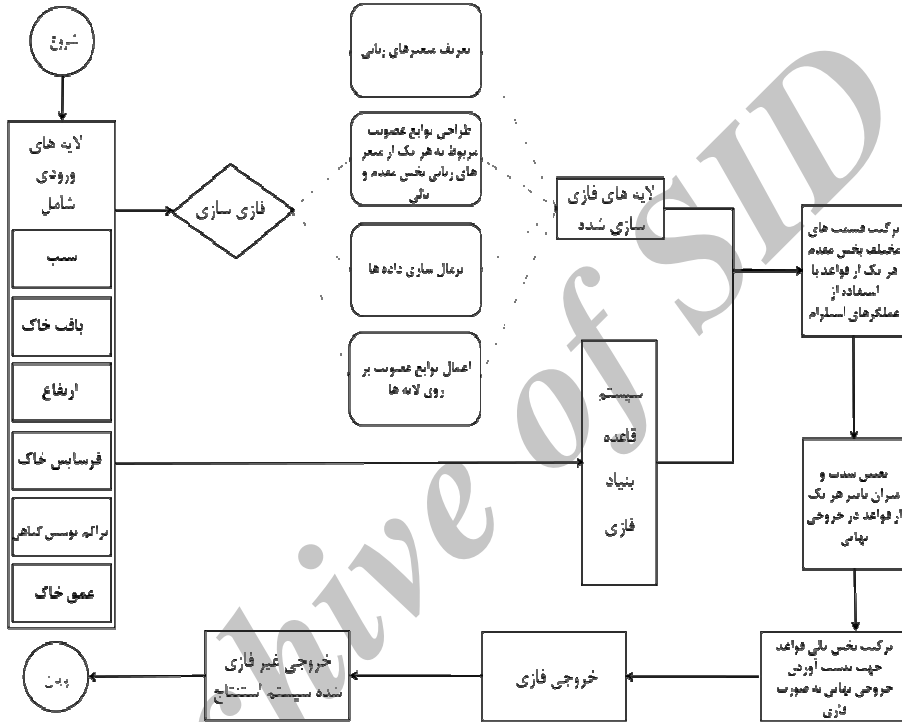 شروع
لایه های
ورودی
شامل
شیب
بافت خاک
ارتفاع
فرسایش خاک
تراکم پوشش گیاهی
عمق خاک
فازی سازی
تعریف متغیرهای زبانی
طراحی توابع عضویت
مربوط به هر یک از متغیر
های زبانی بخش مقدم و
تالی
نرمال سازی داده ها
اعمال توابع عضویت بر
روی لایه ها
لایه های فازی
سازی شده
سیستم
قاعده
بنیاد
فازی
ترکیب قسمت های
مختلف بخش مقدم
هر یک از قواعد با
استفاده از
عملگرهای استلزام
تعیین شدت و
میزان تاثیر هر یک
از قواعد در خروجی
نهایی
ترکیب بخش تالی قواعد
جهت بدست آوردن
خروجی نهایی به صورت
فازی
خروجی فازی
خروجی غیر فازی
شده سیستم استنتاج
پایان
Archive of SID